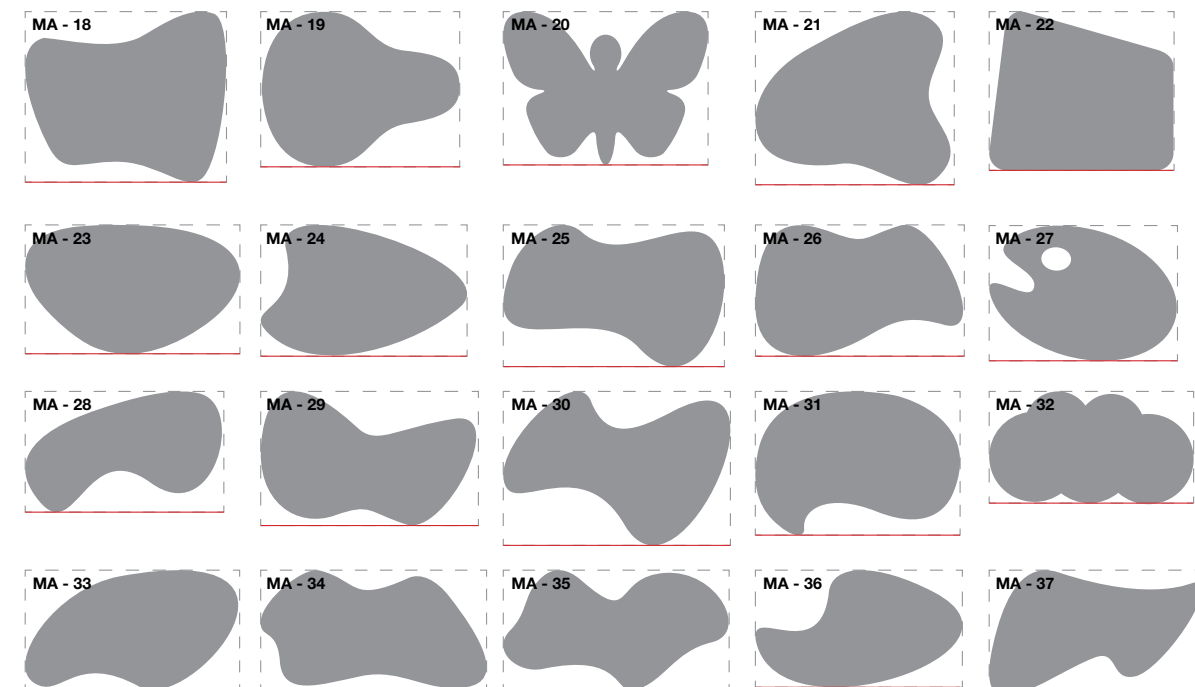 MA - 18
MA - 19
MA - 20
MA - 21
MA - 22
MA - 23
MA - 24
MA - 25
MA - 26
MA - 27
MA - 28
MA - 29
MA - 30
MA - 31
MA - 32
MA - 33
MA - 34
MA - 35
MA - 36
MA - 37